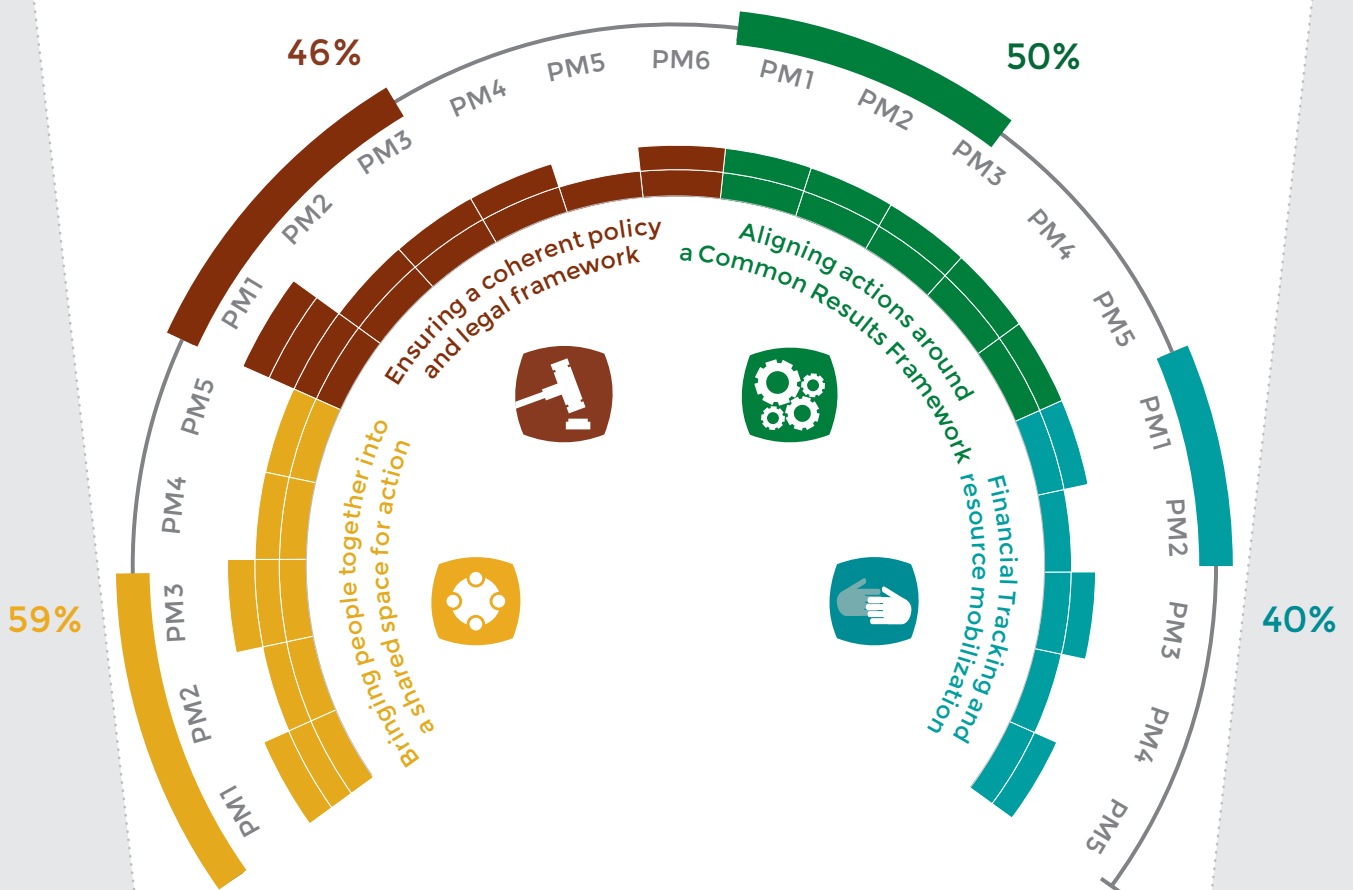 59%
PM1
PM2
PM3
PM4
PM5
Bringing people together into
a shared space for action
46%
PM1
PM2
PM3
PM4
PM5
PM6
Ensuring a coherent policy
and legal framework
50%
PM1
PM2
PM3
PM4
PM5
Aligning actions around
a Common Results Framework
40%
PM1
PM2
PM3
PM4
PM5
Financial Tracking and
resource mobilization